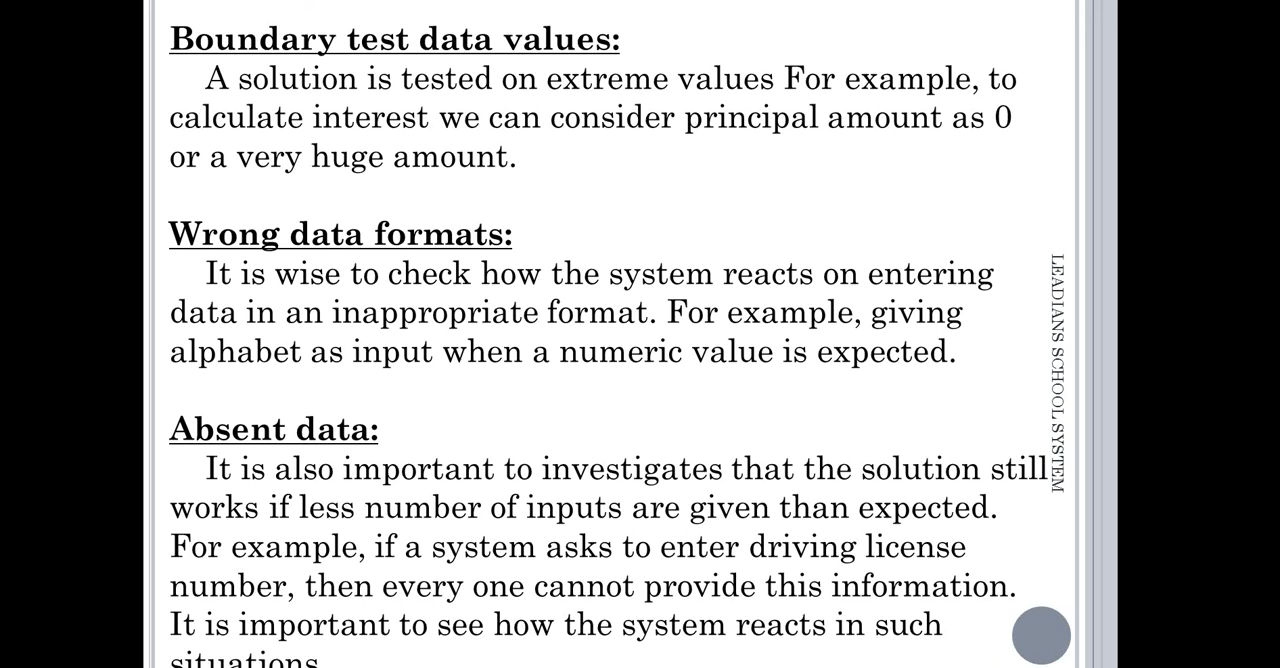 Boundary test data values:
A solution is tested on extreme values For example, to
calculate interest we can consider principal amount as 0
or a very huge amount.
Wrong data formats:
It is wise to check how the system reacts on entering
data in an inappropriate format. For example, giving
alphabet as input when a numeric value is expected.
Absent data:
It is also important to investigates that the solution still
works if less number of inputs are given than expected.
For example, if a system asks to enter driving license
number, then every one cannot provide this information.
It is important to see how the system reacts in such
situations.
LEADIANS SCHOOL SYSTEM